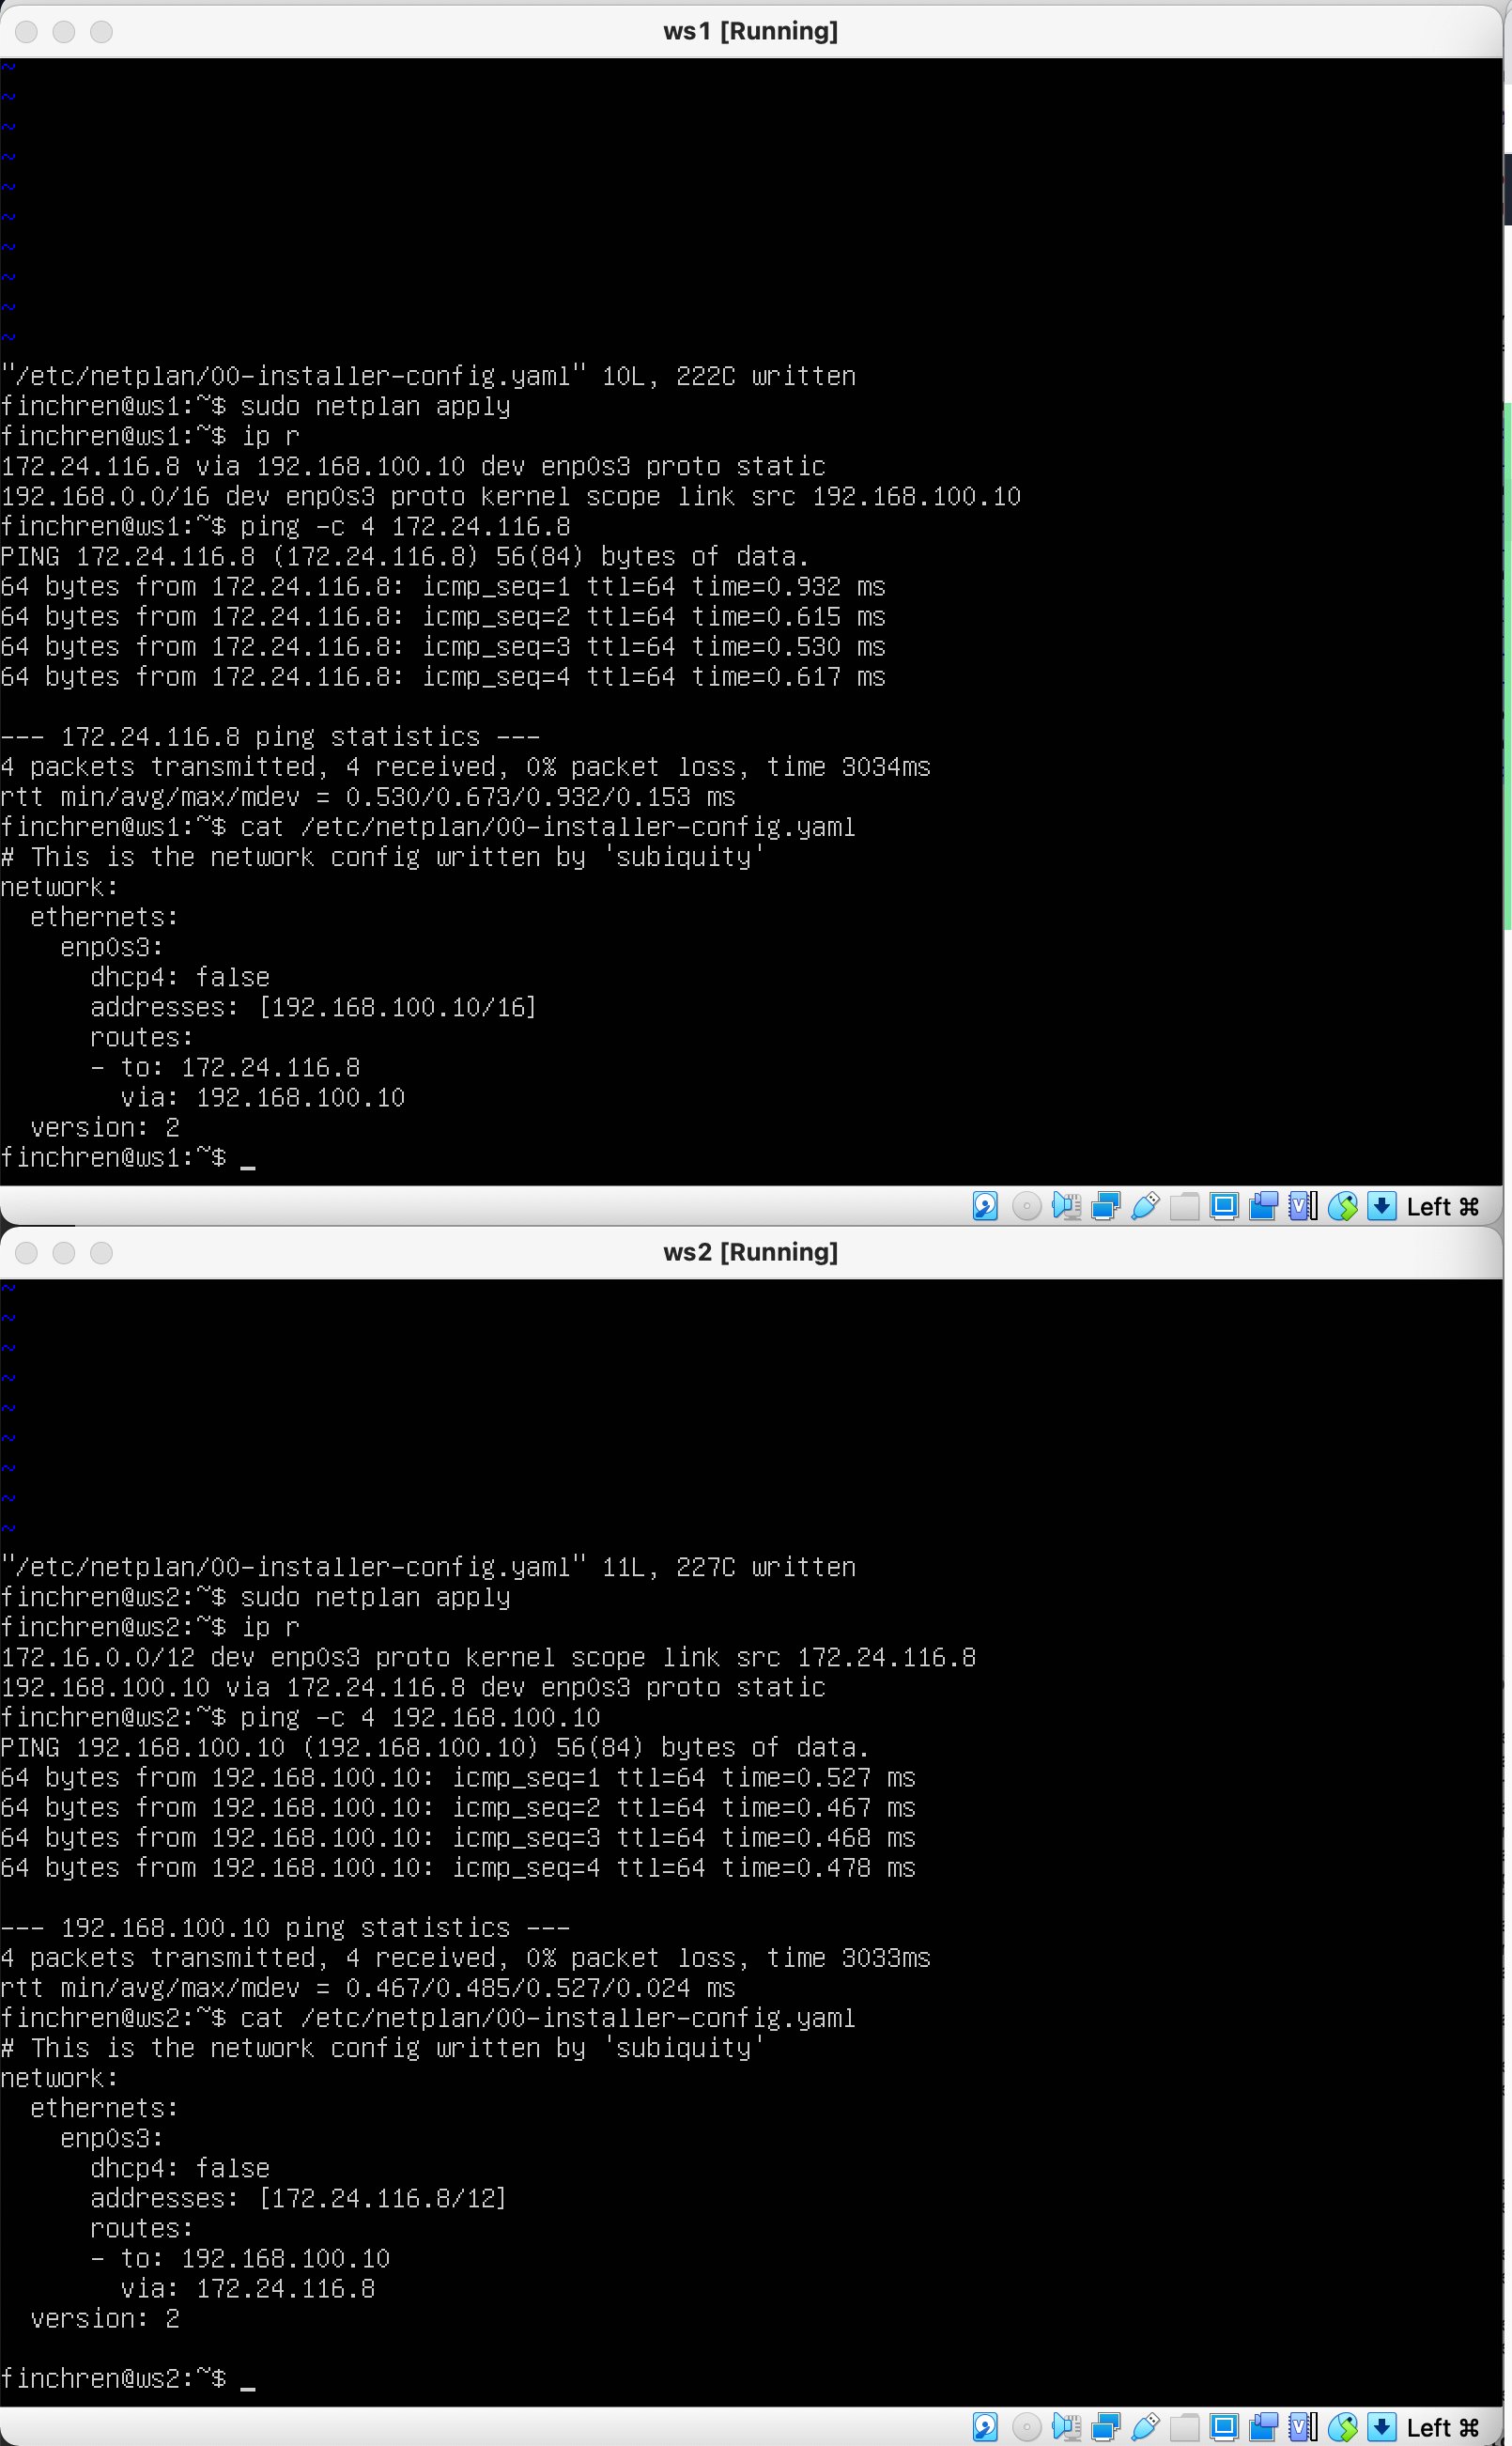 ws1 [Running]
~
~
~
~
~
~
~
~
~
~
"/etc/netplan/00-installer-config.yaml" 10L, 222C written
finchren@ws1:~$ sudo netplan apply
finchren@ws1:~$ ip r
172.24.116.8 via 192.168.100.10 dev enp0s3 proto static
192.168.0.0/16 dev enp0s3 proto kernel scope link src 192.168.100.10
finchren@ws1:~$ ping -c 4 172.24.116.8
PING 172.24.116.8 (172.24.116.8) 56(84) bytes of data.
64 bytes from 172.24.116.8: icmp_seq=1 ttl=64 time=0.932 ms
64 bytes from 172.24.116.8: icmp_seq=2 ttl=64 time=0.615 ms
64 bytes from 172.24.116.8: icmp_seq=3 ttl=64 time=0.530 ms
64 bytes from 172.24.116.8: icmp_seq=4 ttl=64 time=0.617 ms

--- 172.24.116.8 ping statistics ---
4 packets transmitted, 4 received, 0% packet loss, time 3034ms
rtt min/avg/max/mdev = 0.530/0.673/0.932/0.153 ms
finchren@ws1:~$ cat /etc/netplan/00-installer-config.yaml
# This is the network config written by 'subiquity'
network:
  ethernets:
    enp0s3:
      dhcp4: false
      addresses: [192.168.100.10/16]
      routes:
      - to: 172.24.116.8
        via: 192.168.100.10
  version: 2
finchren@ws1:~$ _
Left ⌘
ws2 [Running]
~
~
~
~
~
~
~
~
~
"/etc/netplan/00-installer-config.yaml" 11L, 227C written
finchren@ws2:~$ sudo netplan apply
finchren@ws2:~$ ip r
172.16.0.0/12 dev enp0s3 proto kernel scope link src 172.24.116.8
192.168.100.10 via 172.24.116.8 dev enp0s3 proto static
finchren@ws2:~$ ping -c 4 192.168.100.10
PING 192.168.100.10 (192.168.100.10) 56(84) bytes of data.
64 bytes from 192.168.100.10: icmp_seq=1 ttl=64 time=0.527 ms
64 bytes from 192.168.100.10: icmp_seq=2 ttl=64 time=0.467 ms
64 bytes from 192.168.100.10: icmp_seq=3 ttl=64 time=0.468 ms
64 bytes from 192.168.100.10: icmp_seq=4 ttl=64 time=0.478 ms

--- 192.168.100.10 ping statistics ---
4 packets transmitted, 4 received, 0% packet loss, time 3033ms
rtt min/avg/max/mdev = 0.467/0.485/0.527/0.024 ms
finchren@ws2:~$ cat /etc/netplan/00-installer-config.yaml
# This is the network config written by 'subiquity'
network:
  ethernets:
    enp0s3:
      dhcp4: false
      addresses: [172.24.116.8/12]
      routes:
      - to: 192.168.100.10
        via: 172.24.116.8
  version: 2

finchren@ws2:~$ _
Left ⌘